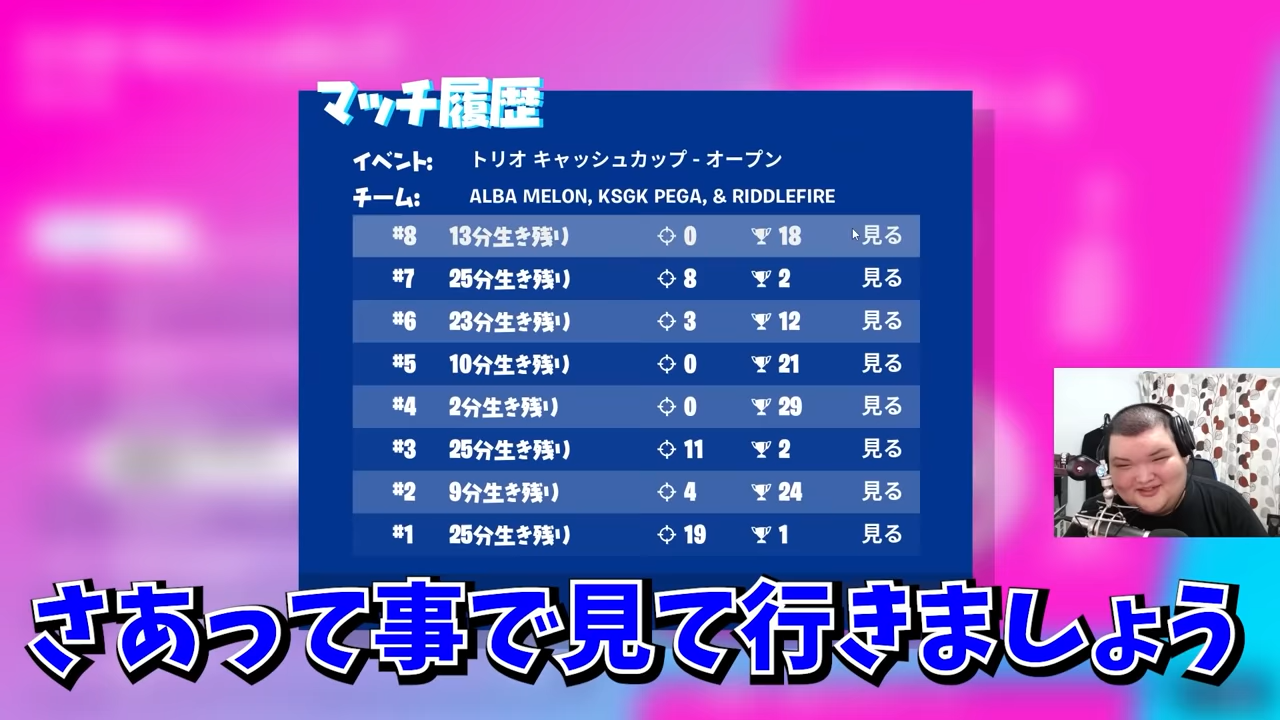 マッチ履歴
イベント: トリオ キャッシュカップ - オープン
チーム: ALBA MELON, KSGK PEGA, & RIDDLEFIRE
#8 13分生き残り 0 18 見る
#7 25分生き残り 8 2 見る
#6 23分生き残り 3 12 見る
#5 10分生き残り 0 21 見る
#4 2分生き残り 0 29 見る
#3 25分生き残り 11 2 見る
#2 9分生き残り 4 24 見る
#1 25分生き残り 19 1 見る
さあって事で見て行きましょう